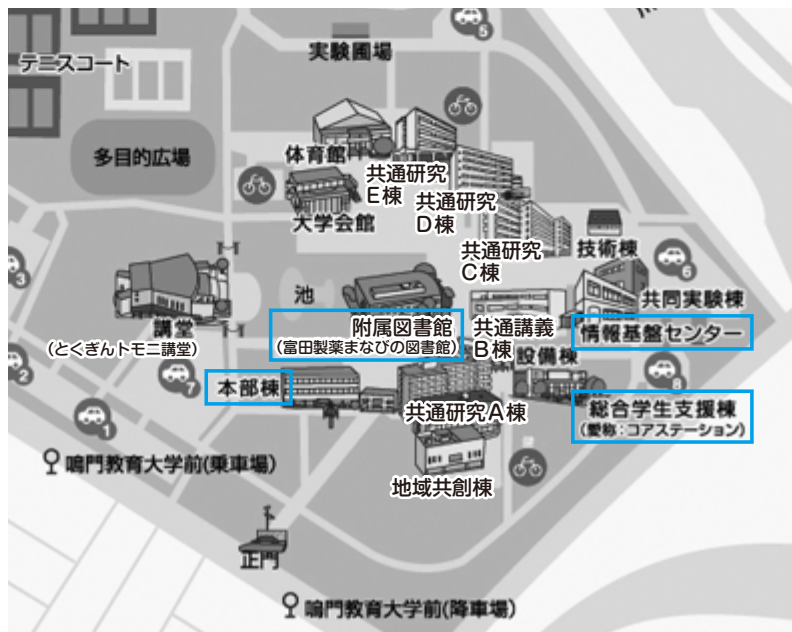 5
実験圃場
テニスコート
多目的広場
体育館
共通研究
E棟
大学会館
共通研究
D棟
共通研究
C棟
技術棟
6
3
共同実験棟
池
講堂
(とくぎんトモニ講堂)
附属図書館
(富田製薬まなびの図書館)
共通講義
B棟
情報基盤センター
設備棟
2
7
本部棟
8
1
共通研究A棟
総合学生支援棟
(愛称：コアステーション)
鳴門教育大学前(乗車場)
地域共創棟
正門
鳴門教育大学前(降車場)